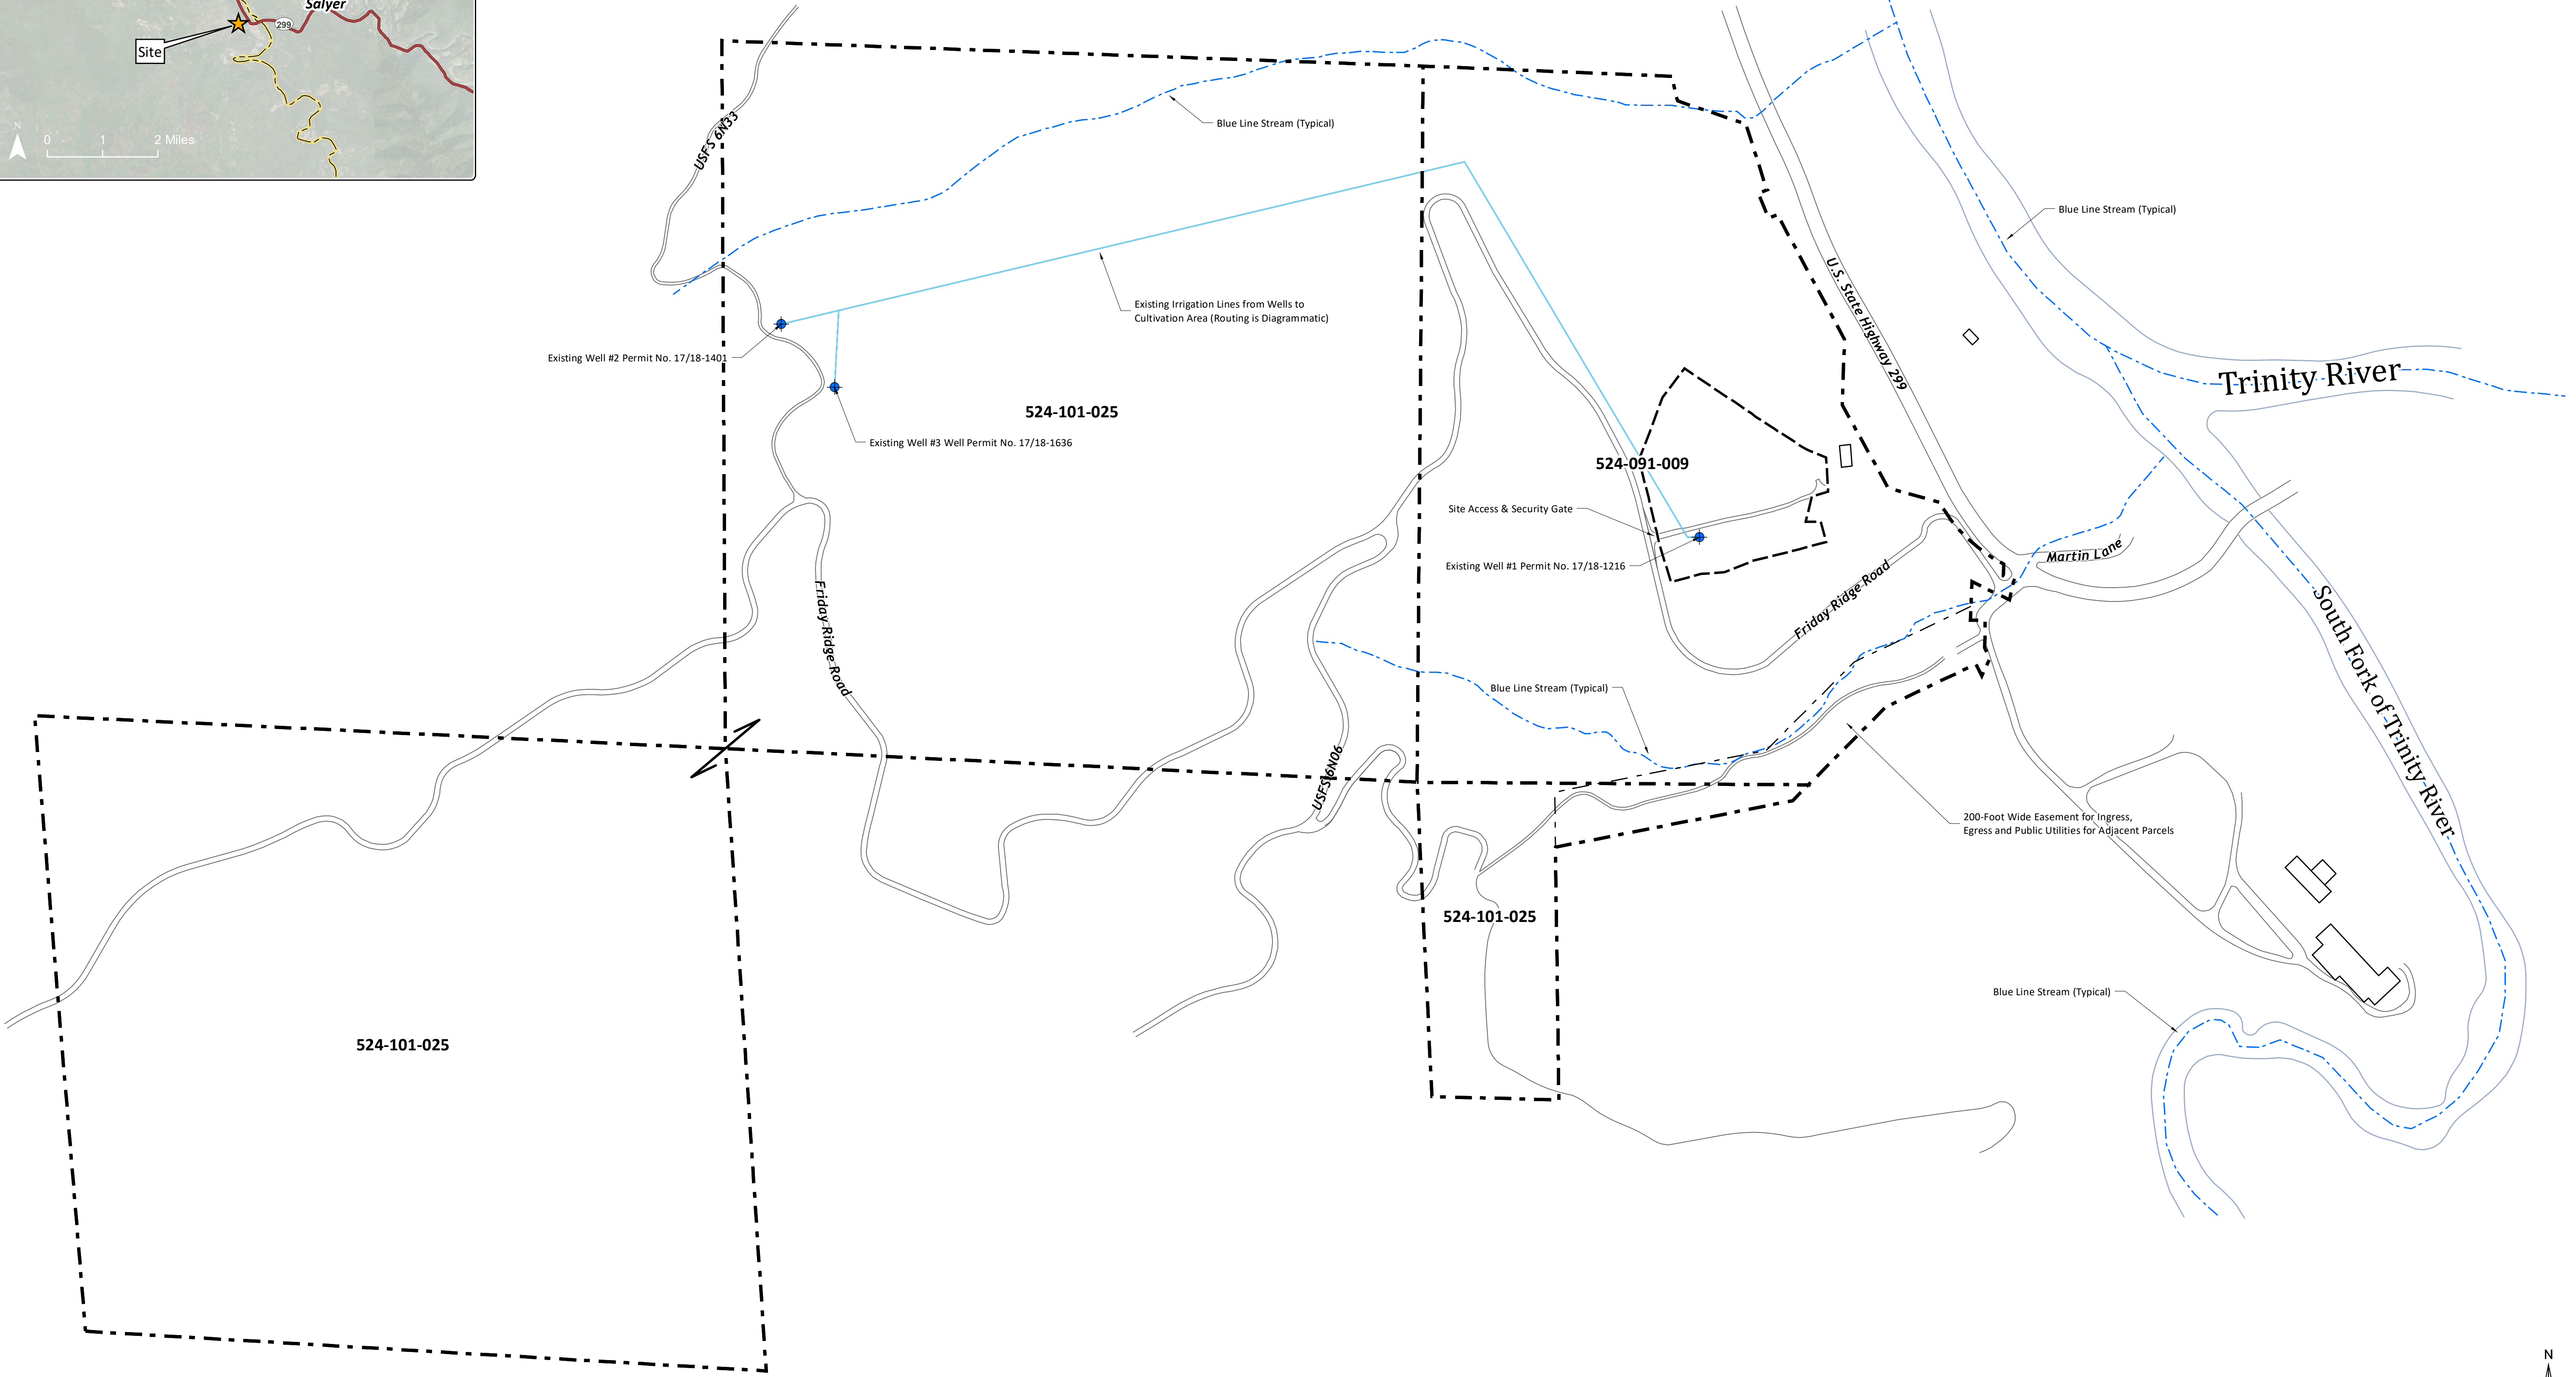 Salyer
299
Site
N
0 1 2 Miles
USFS 6N33
Blue Line Stream (Typical)
Blue Line Stream (Typical)
U.S. State Highway 299
Existing Irrigation Lines from Wells to
Cultivation Area (Routing is Diagrammatic)
Existing Well #2 Permit No. 17/18-1401
Trinity River
524-101-025
Existing Well #3 Well Permit No. 17/18-1636
524-091-009
Site Access & Security Gate
Existing Well #1 Permit No. 17/18-1216
Martin Lane
Friday Ridge Road
Friday Ridge Road
South Fork of Trinity River
Blue Line Stream (Typical)
USFS 6N06
200-Foot Wide Easement for Ingress,
Egress and Public Utilities for Adjacent Parcels
524-101-025
Blue Line Stream (Typical)
524-101-025
N